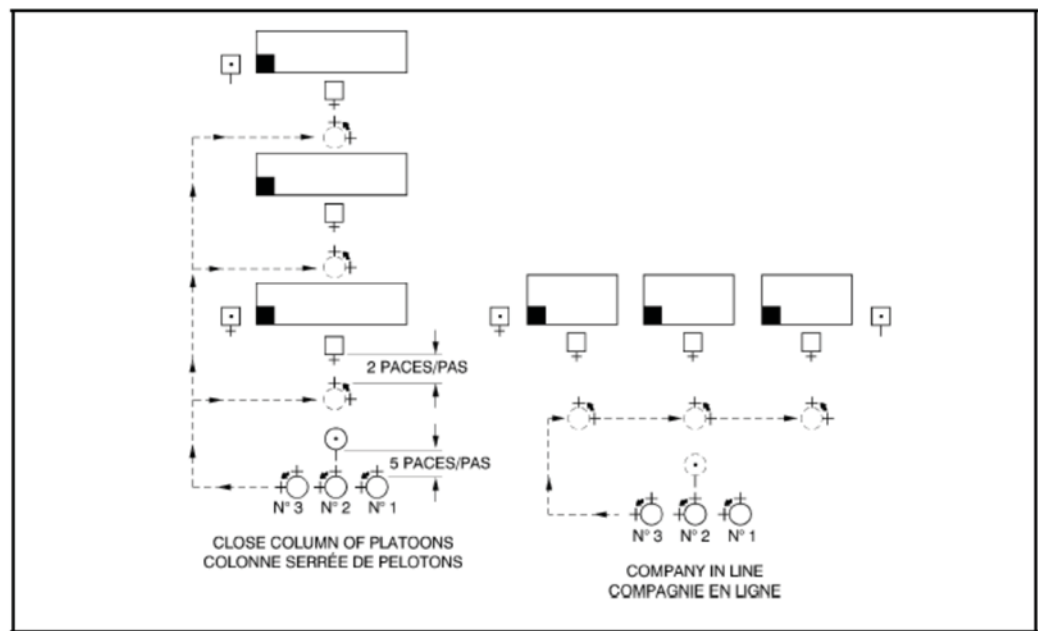 2 PACES/PAS
5 PACES/PAS
N° 3 N° 2 N° 1
CLOSE COLUMN OF PLATOONS
COLONNE SERRÉE DE PELOTONS
N° 3 N° 2 N° 1
COMPANY IN LINE
COMPAGNIE EN LIGNE